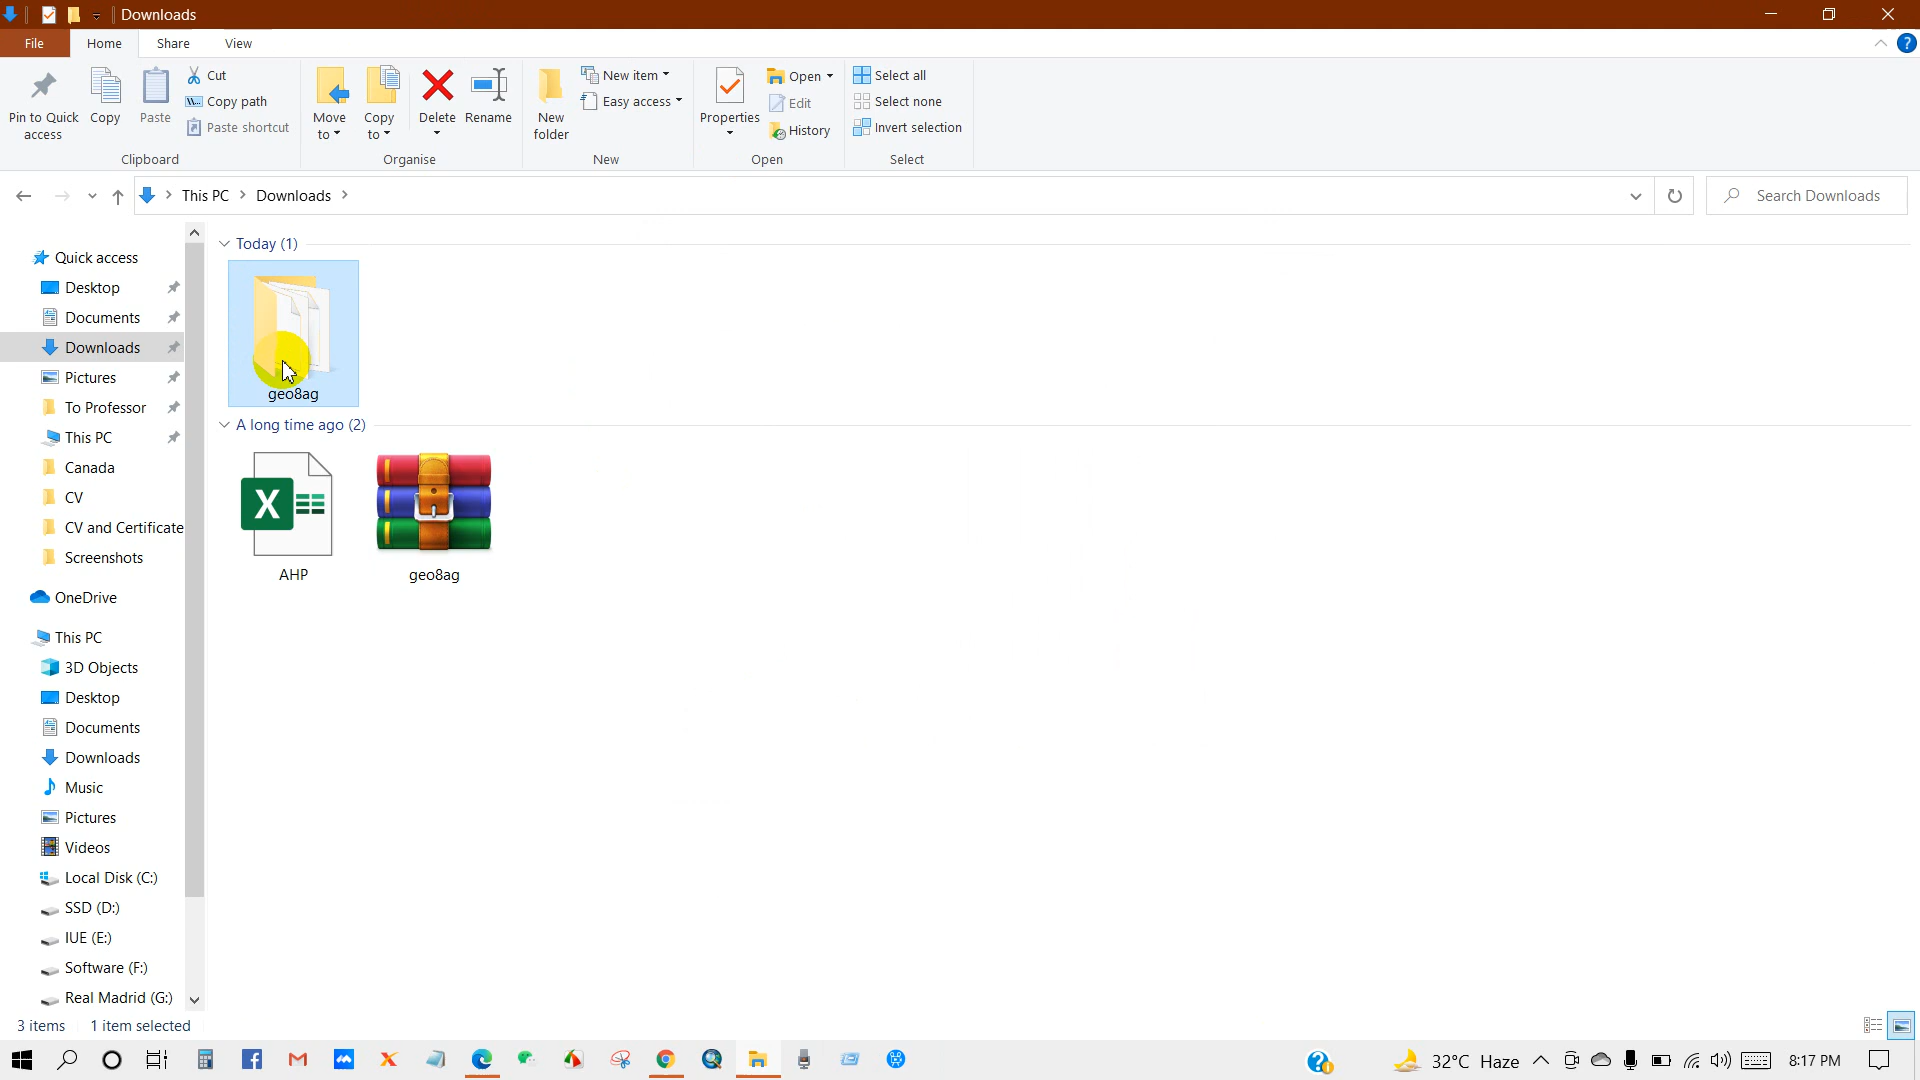 Downloads
File Home Share View
Pin to Quick access
Copy
Paste
Cut
Copy path
Paste shortcut
Clipboard
Move to
Copy to
Delete
Rename
Organise
New folder
New item
Easy access
New
Properties
Open
Edit
History
Open
Select all
Select none
Invert selection
Select
This PC > Downloads >
Search Downloads
Quick access
Desktop
Documents
Downloads
Pictures
To Professor
This PC
Canada
CV
CV and Certificate
Screenshots
OneDrive
This PC
3D Objects
Desktop
Documents
Downloads
Music
Pictures
Videos
Local Disk (C:)
SSD (D:)
IUE (E:)
Software (F:)
Real Madrid (G:)
Today (1)
geo8ag
A long time ago (2)
X
AHP
geo8ag
3 items 1 item selected
32°C Haze
8:17 PM